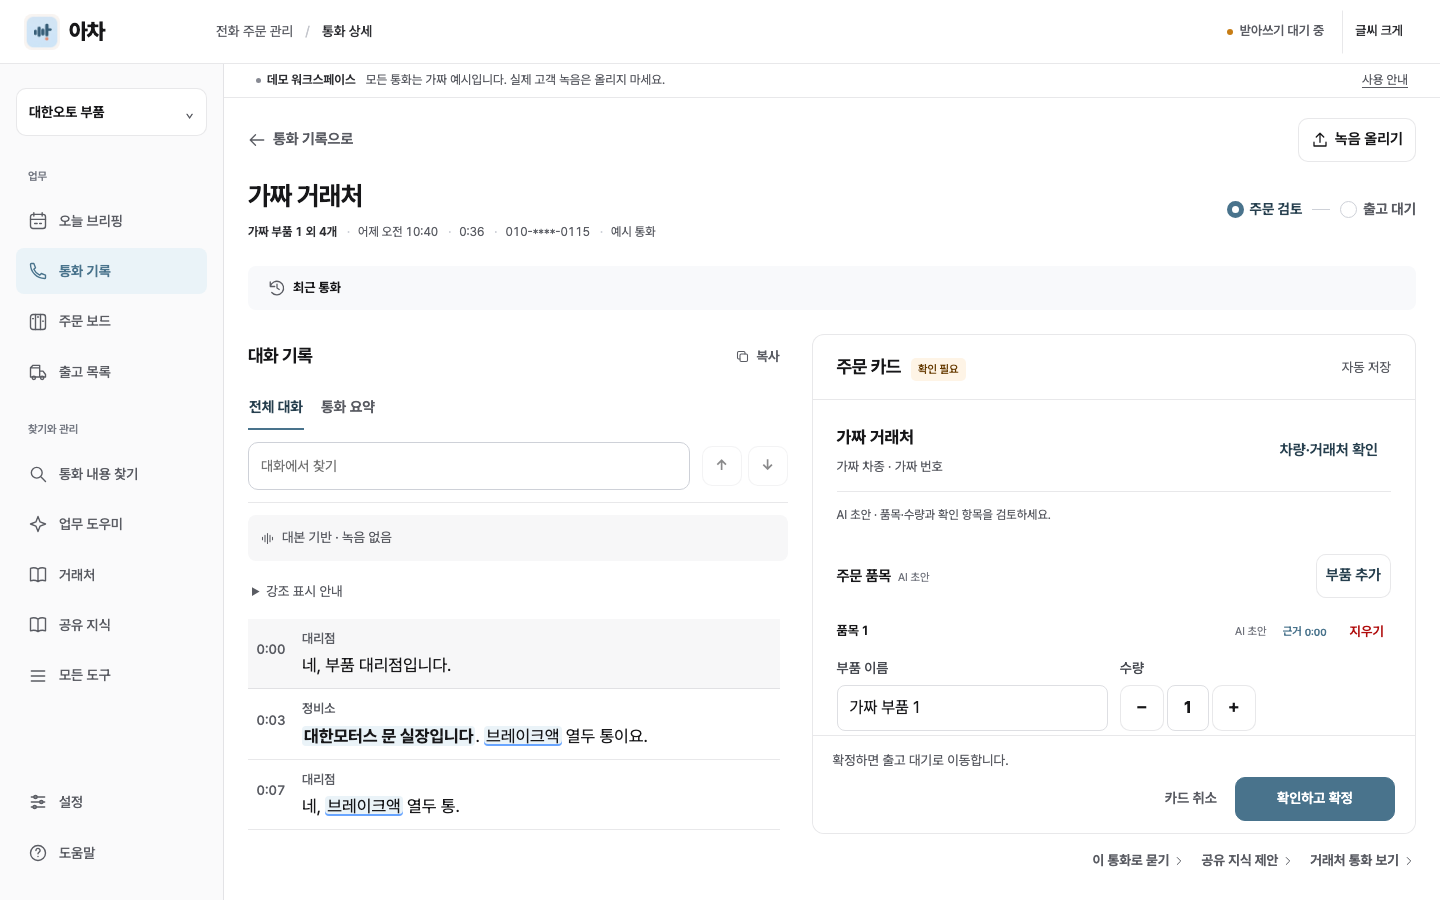 아차
전화 주문 관리 / 통화 상세
받아쓰기 대기 중
글씨 크게
데모 워크스페이스 모든 통화는 가짜 예시입니다. 실제 고객 녹음은 올리지 마세요.
사용 안내
대한오토 부품
업무
오늘 브리핑
통화 기록
주문 보드
출고 목록
찾기와 관리
통화 내용 찾기
업무 도우미
거래처
공유 지식
모든 도구
설정
도움말
통화 기록으로
녹음 올리기
가짜 거래처
가짜 부품 1 외 4개 · 어제 오전 10:40 · 0:36 · 010-****-0115 · 예시 통화
주문 검토
출고 대기
최근 통화
대화 기록
복사
전체 대화 통화 요약
대화에서 찾기
대본 기반 · 녹음 없음
강조 표시 안내
대리점
0:00
네, 부품 대리점입니다.
정비소
0:03
대한모터스 문 실장입니다. 브레이크액 열두 통이요.
대리점
0:07
네, 브레이크액 열두 통.
주문 카드 확인 필요
자동 저장
가짜 거래처
가짜 차종 · 가짜 번호
차량·거래처 확인
AI 초안 · 품목·수량과 확인 항목을 검토하세요.
주문 품목 AI 초안
부품 추가
품목 1
AI 초안 근거 0:00 지우기
부품 이름
수량
가짜 부품 1
− 1 +
확정하면 출고 대기로 이동합니다.
카드 취소
확인하고 확정
이 통화로 묻기
공유 지식 제안
거래처 통화 보기